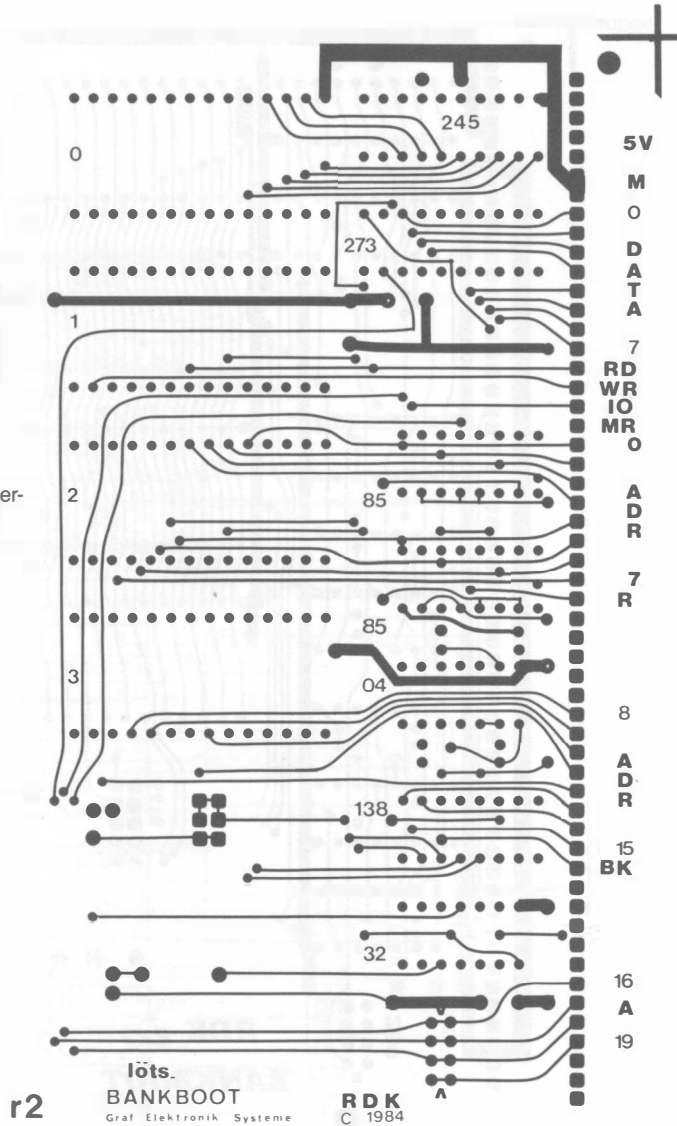 245
0
5V
M
0
273
D
A
T
A
1
7
RD
WR
IO
MR
0
er-
2
85
A
D
R
7
R
85
3
04
8
A
D
R
138
15
BK
32
16
A
19
löts.
BANKBOOT
RDK
r2
Graf Elektronik Systeme
C 1984